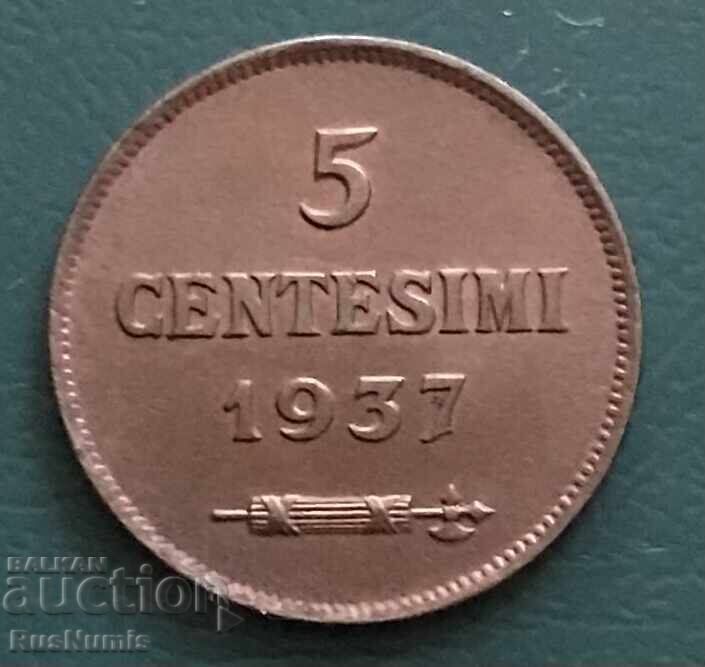 5
CENTESIMI
1937
BALKAN
auction
RusNumis